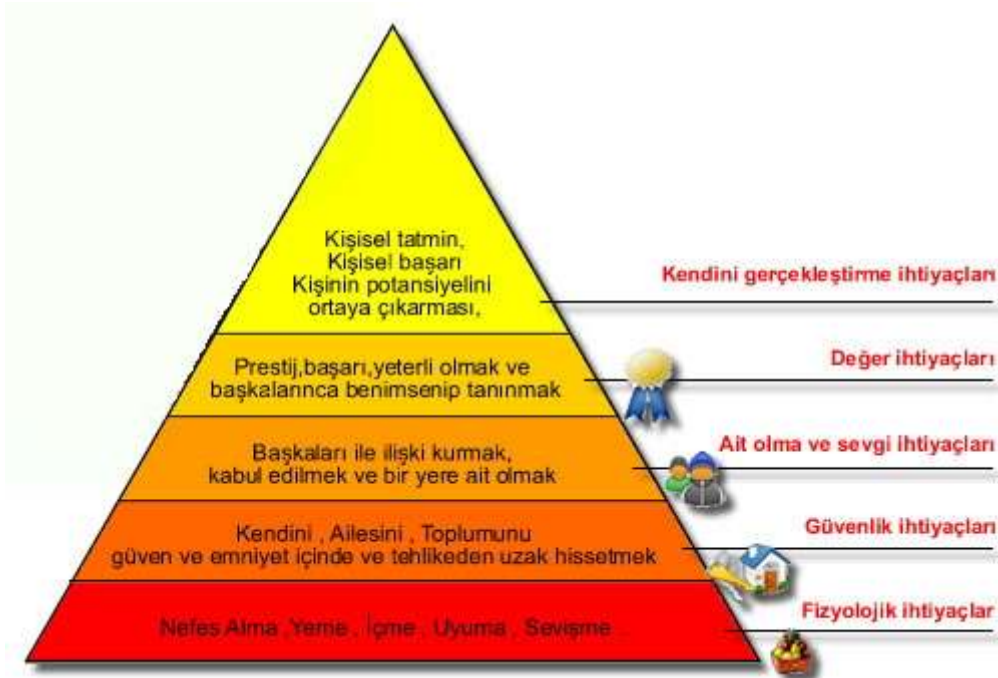 Kişisel tatmin,
Kişisel başarı
Kişinin potansiyelini
ortaya çıkarması,
Kendini gerçekleştirme ihtiyaçları
Prestij,başarı,yeterli olmak ve
başkalarınca benimsenip tanınmak
Değer ihtiyaçları
Başkaları ile ilişki kurmak,
kabul edilmek ve bir yere ait olmak
Ait olma ve sevgi ihtiyaçları
Kendini , Ailesini , Toplumunu
güven ve emniyet içinde ve tehlikeden uzak hissetmek
Güvenlik ihtiyaçları
Nefes Alma ,Yeme , İçme , Uyuma , Sevişme .
Fizyolojik ihtiyaçlar